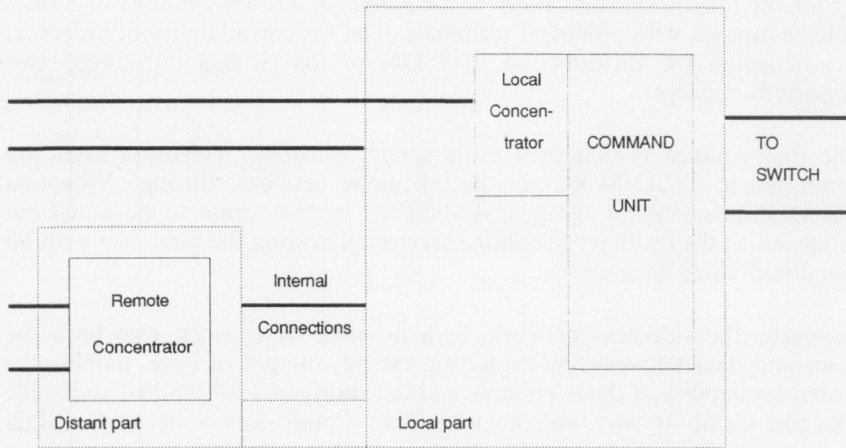 Local
Concen-
trator
COMMAND
UNIT
TO
SWITCH
Remote
Concentrator
Internal
Connections
Distant part
Local part